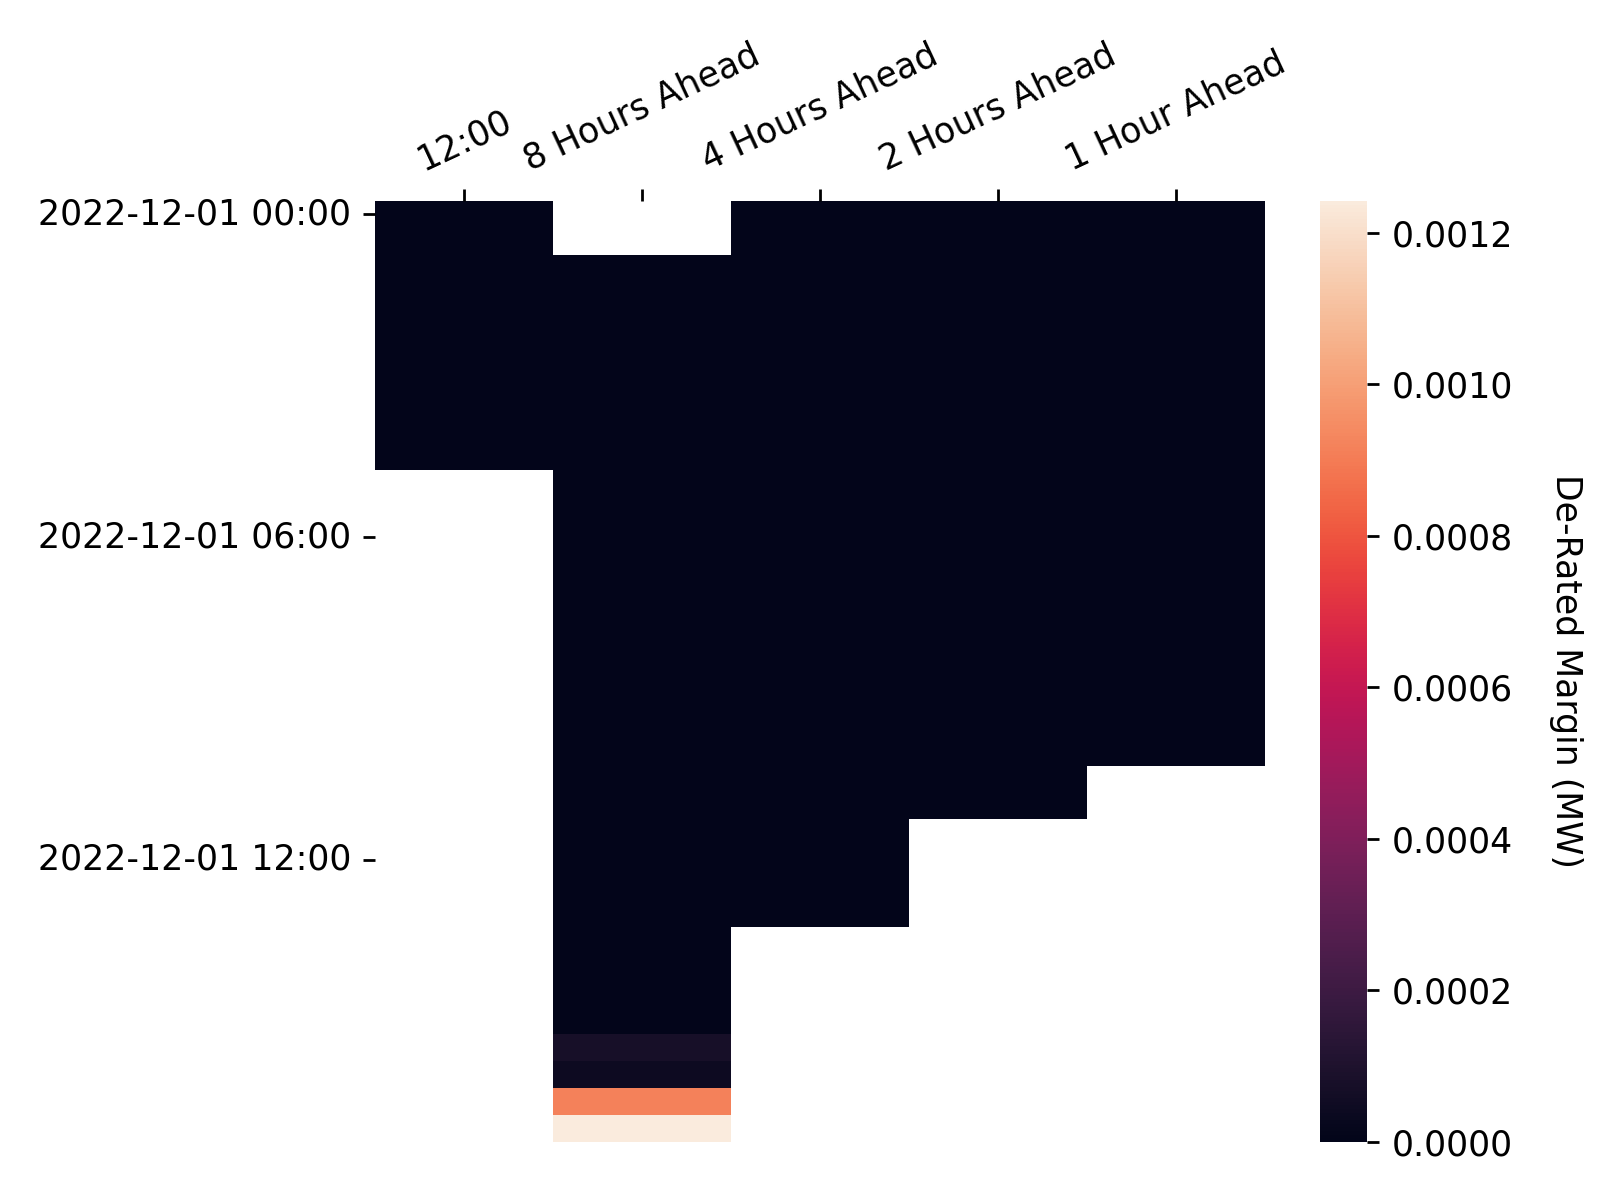 12:00
8 Hours Ahead
4 Hours Ahead
2 Hours Ahead
1 Hour Ahead
2022-12-01 00:00
2022-12-01 06:00
2022-12-01 12:00
0.0012
0.0010
0.0008
0.0006
0.0004
0.0002
0.0000
De-Rated Margin (MW)